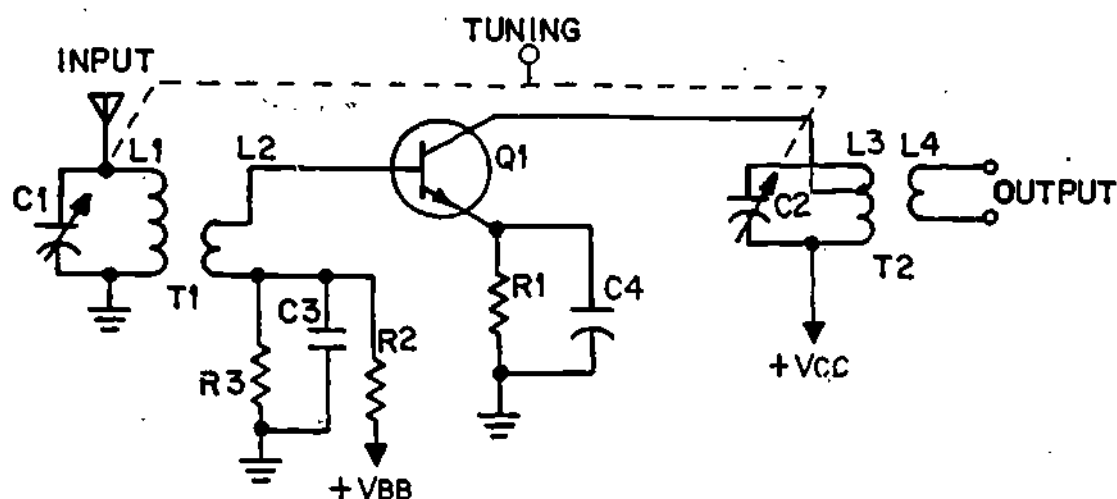 TUNING
INPUT
L1
L2
Q1
L3
L4
C1
C2
OUTPUT
T1
T2
C3
R2
R1
C4
R3
+VCC
+VBB